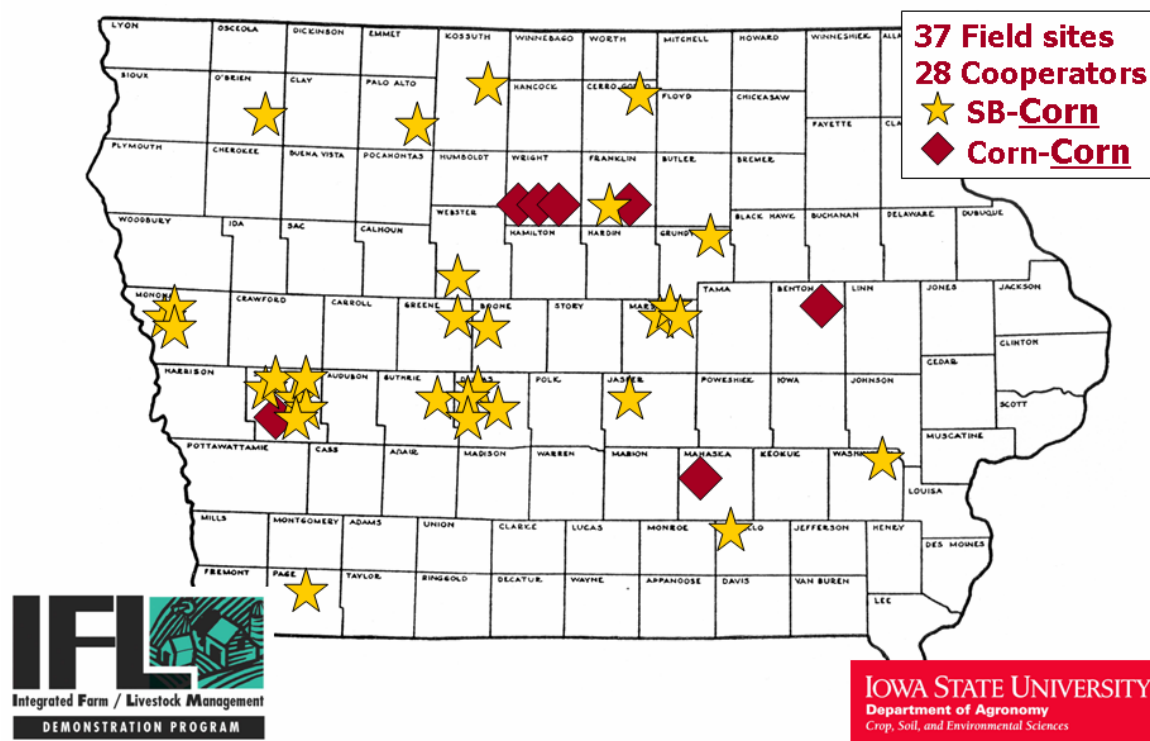 LYON
OSCEOLA
DICKINSON
EMMET
KOSSUTH
WINNEBAGO
WORTH
MITCHELL
HOWARD
WINNESHIEK
37 Field sites
28 Cooperators
SB-Corn
Corn-Corn
SIOUX
O'BRIEN
CLAY
PALO ALTO
HANCOCK
FLOYD
CHICKASAW
FAYETTE
PLYMOUTH
CHEROKEE
BUENA VISTA
POCAHONTAS
HUMBOLDT
WRIGHT
FRANKLIN
BUTLER
BREMER
WOODBURY
IDA
SAC
CALHOUN
WEBSTER
HAMILTON
HARDIN
GRUNDY
BLACK HAWK
BUCHANAN
DELAWARE
DUBUQUE
CRAWFORD
CARROLL
GREENE
BOONE
STORY
TAMA
BENTON
LINN
JONES
JACKSON
CLINTON
CEDAR
HARRISON
AUDUBON
GUTHRIE
POLK
JASPER
POWESHIEK
IOWA
JOHNSON
SCOTT
MUSCATINE
POTTAWATTAMIE
CASS
ADAIR
MADISON
WARREN
MARION
MAHASKA
KEOKUK
LOUISA
MILLS
MONTGOMERY
ADAMS
UNION
CLARKE
LUCAS
MONROE
JEFFERSON
HENRY
DES MOINES
FREMONT
PAGE
TAYLOR
RINGGOLD
DECATUR
WAYNE
APPANOOSE
DAVIS
VAN BUREN
LEE
IFL
Integrated Farm / Livestock Management
DEMONSTRATION PROGRAM
IOWA STATE UNIVERSITY
Department of Agronomy
Crop, Soil, and Environmental Sciences